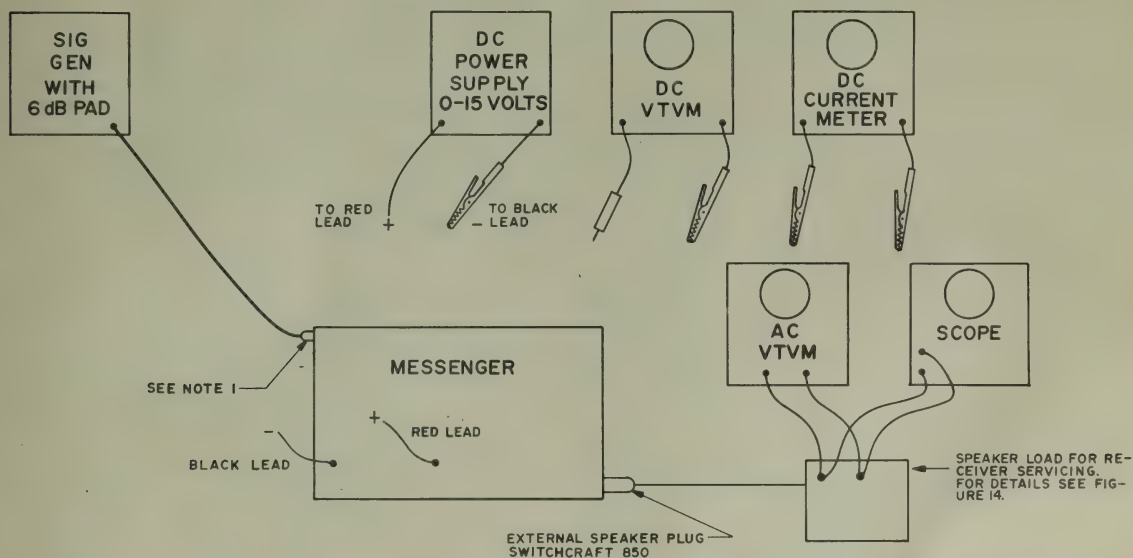 SIG
GEN
WITH
6 dB PAD
DC
POWER
SUPPLY
0-15 VOLTS
DC
VTVM
DC
CURRENT
METER
TO RED
LEAD
+
TO BLACK
- LEAD
AC
VTVM
SCOPE
SEE NOTE 1
MESSENGER
+
RED LEAD
-
BLACK LEAD
SPEAKER LOAD FOR RE-
CEIVER SERVICING.
FOR DETAILS SEE FIG-
URE 14.
EXTERNAL SPEAKER PLUG
SWITCHCRAFT 850